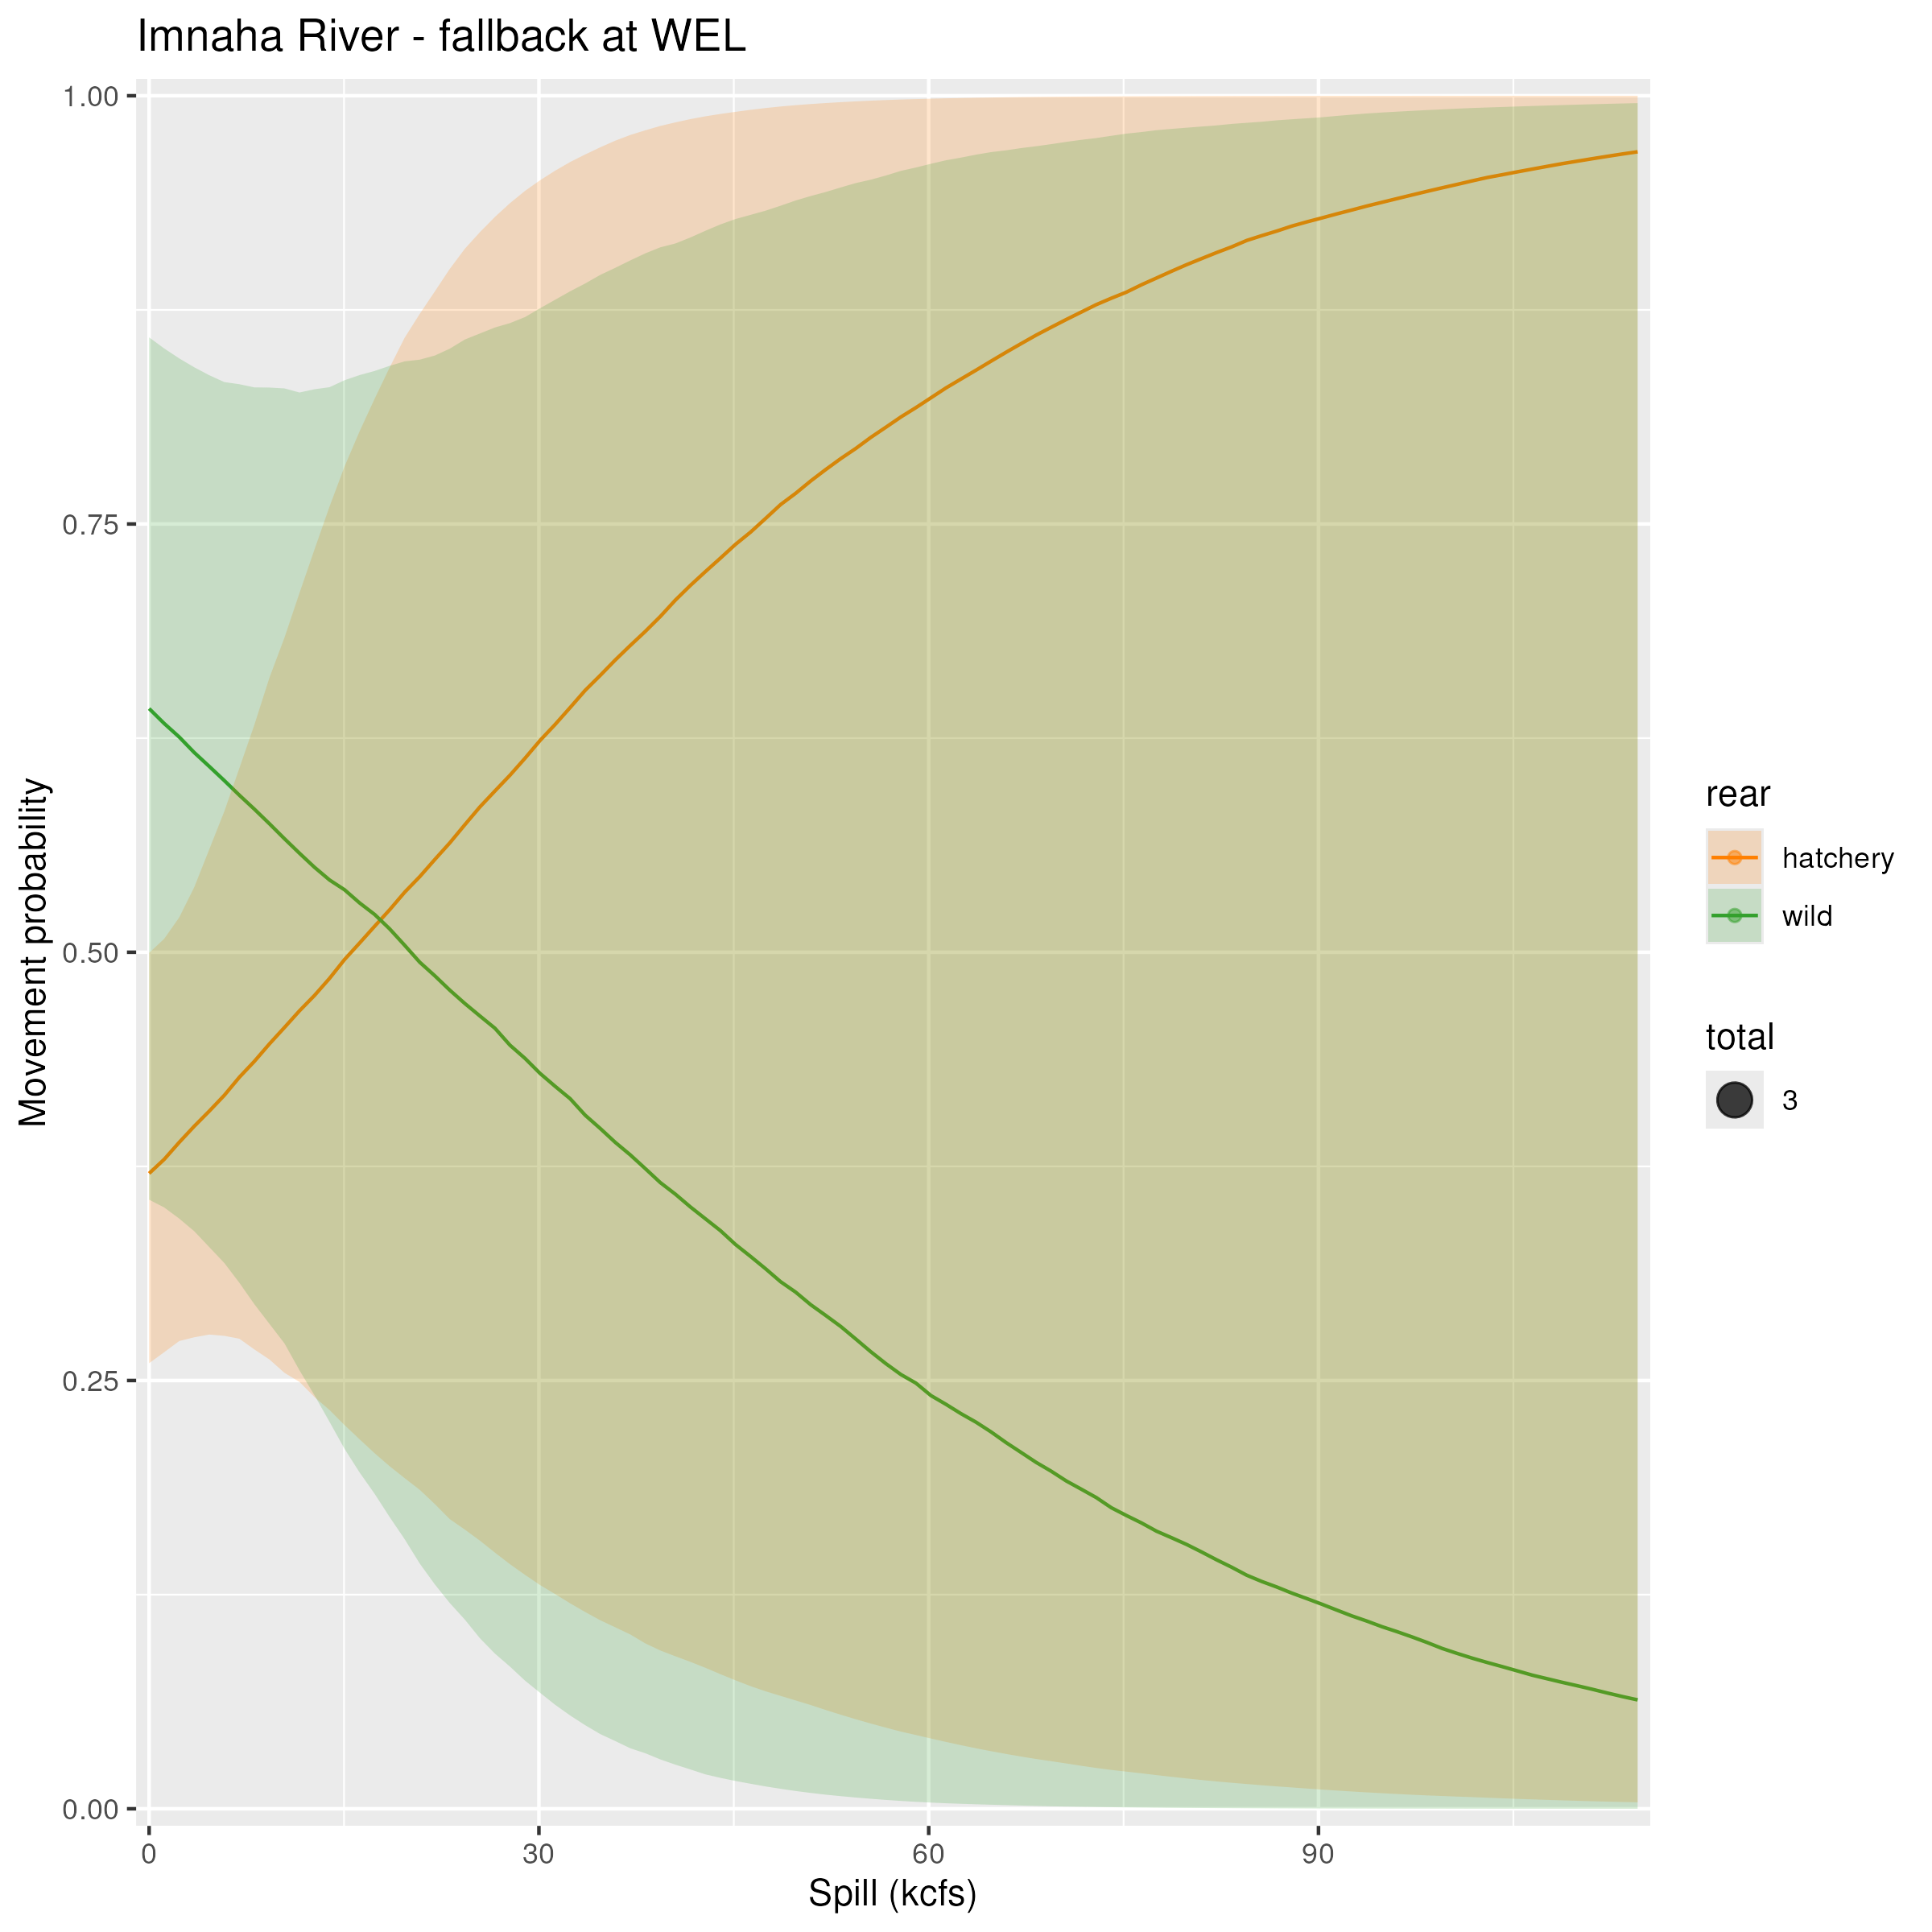 Imnaha River - fallback at WEL
Movement probability
1.00
0.75
0.50
0.25
0.00
0
30
60
90
Spill (kcfs)
rear
hatchery
wild
total
3